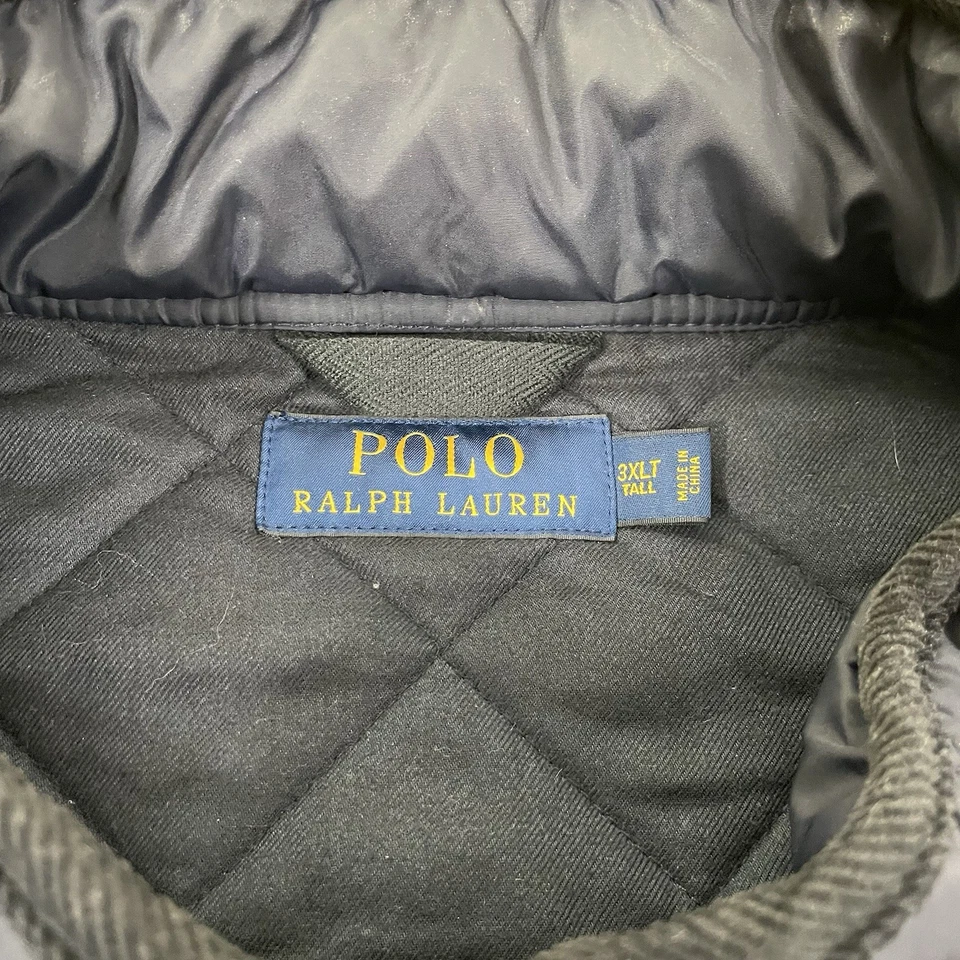 POLO
RALPH LAUREN
3XLT
TALL
MADE IN
CHINA